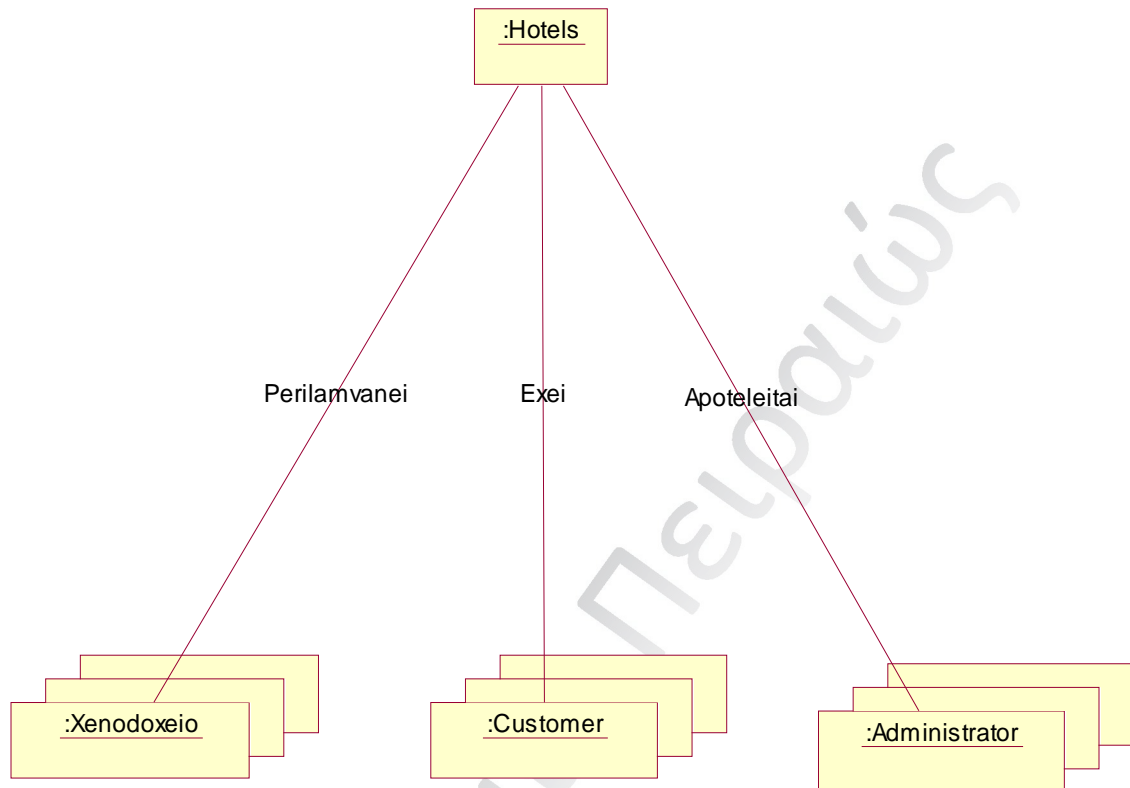 :Hotels
Perilamvanei
Exei
Apoteleitai
Πειραιώς
:Xenodoxeio
:Customer
:Administrator